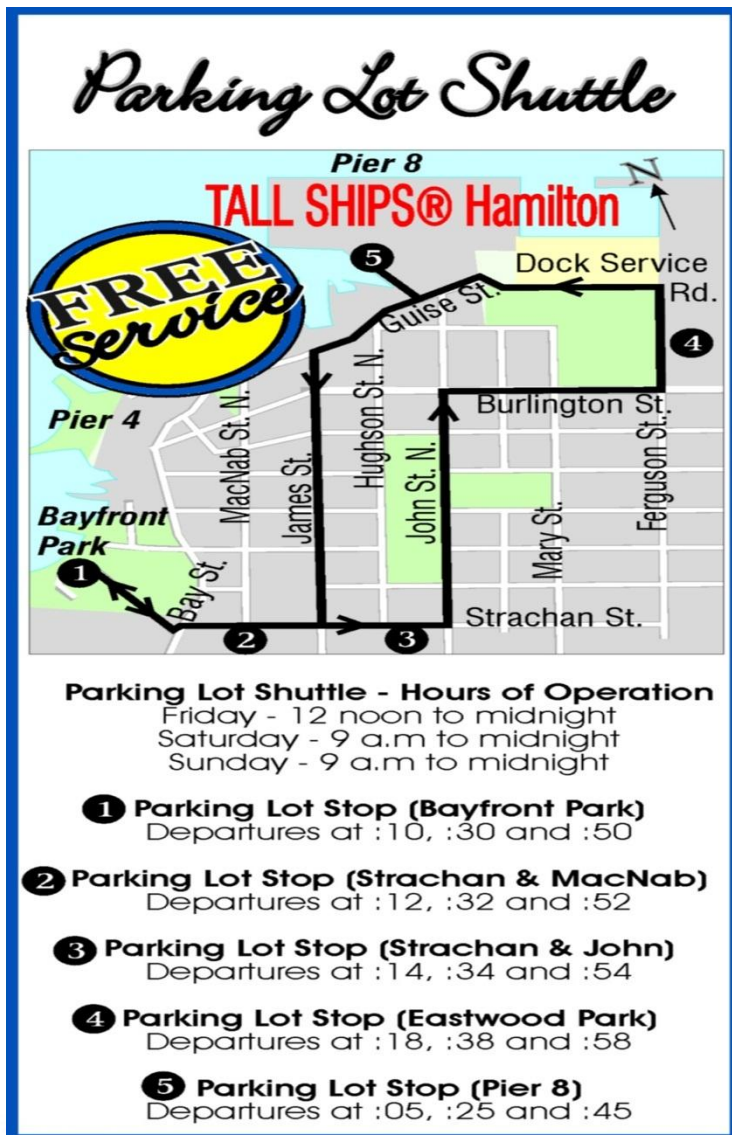 Parking Lot Shuttle
Pier 8
N
TALL SHIPS® Hamilton
FREE
Service
5
Dock Service
Rd.
Guise St.
4
Burlington St.
Pier 4
MacNab St. N.
James St.
Hughson St. N.
John St. N.
Mary St.
Ferguson St.
Bayfront
Park
1
Bay St.
Strachan St.
2
3
Parking Lot Shuttle - Hours of Operation
Friday - 12 noon to midnight
Saturday - 9 a.m to midnight
Sunday - 9 a.m to midnight
1 Parking Lot Stop (Bayfront Park)
Departures at :10, :30 and :50
2 Parking Lot Stop (Strachan & MacNab)
Departures at :12, :32 and :52
3 Parking Lot Stop (Strachan & John)
Departures at :14, :34 and :54
4 Parking Lot Stop (Eastwood Park)
Departures at :18, :38 and :58
5 Parking Lot Stop (Pier 8)
Departures at :05, :25 and :45